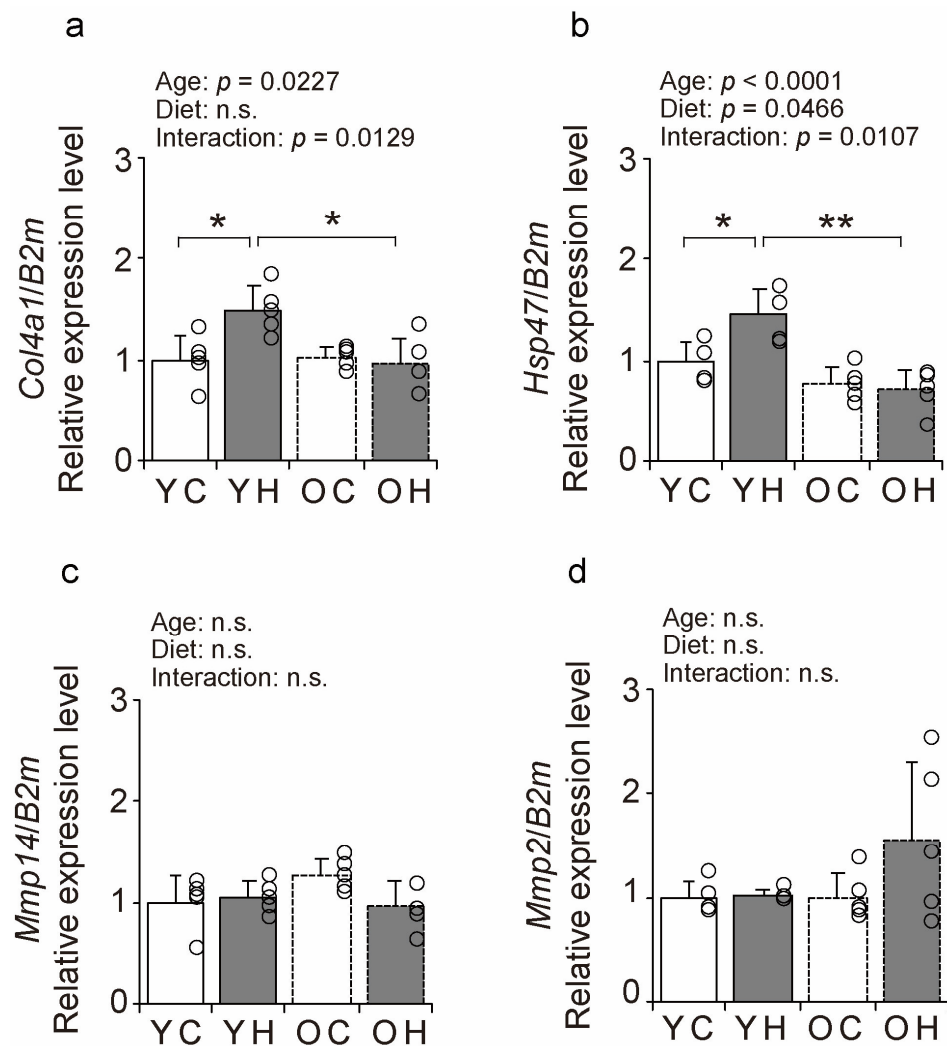 a
Age: p = 0.0227
Diet: n.s.
Interaction: p = 0.0129
Col4a1/B2m
Relative expression level
3
2
1
0
*
*
YC
YH
OC
OH
b
Age: p < 0.0001
Diet: p = 0.0466
Interaction: p = 0.0107
Hsp47/B2m
Relative expression level
3
2
1
0
*
**
YC
YH
OC
OH
c
Age: n.s.
Diet: n.s.
Interaction: n.s.
Mmp14/B2m
Relative expression level
3
2
1
0
YC
YH
OC
OH
d
Age: n.s.
Diet: n.s.
Interaction: n.s.
Mmp2/B2m
Relative expression level
3
2
1
0
YC
YH
OC
OH